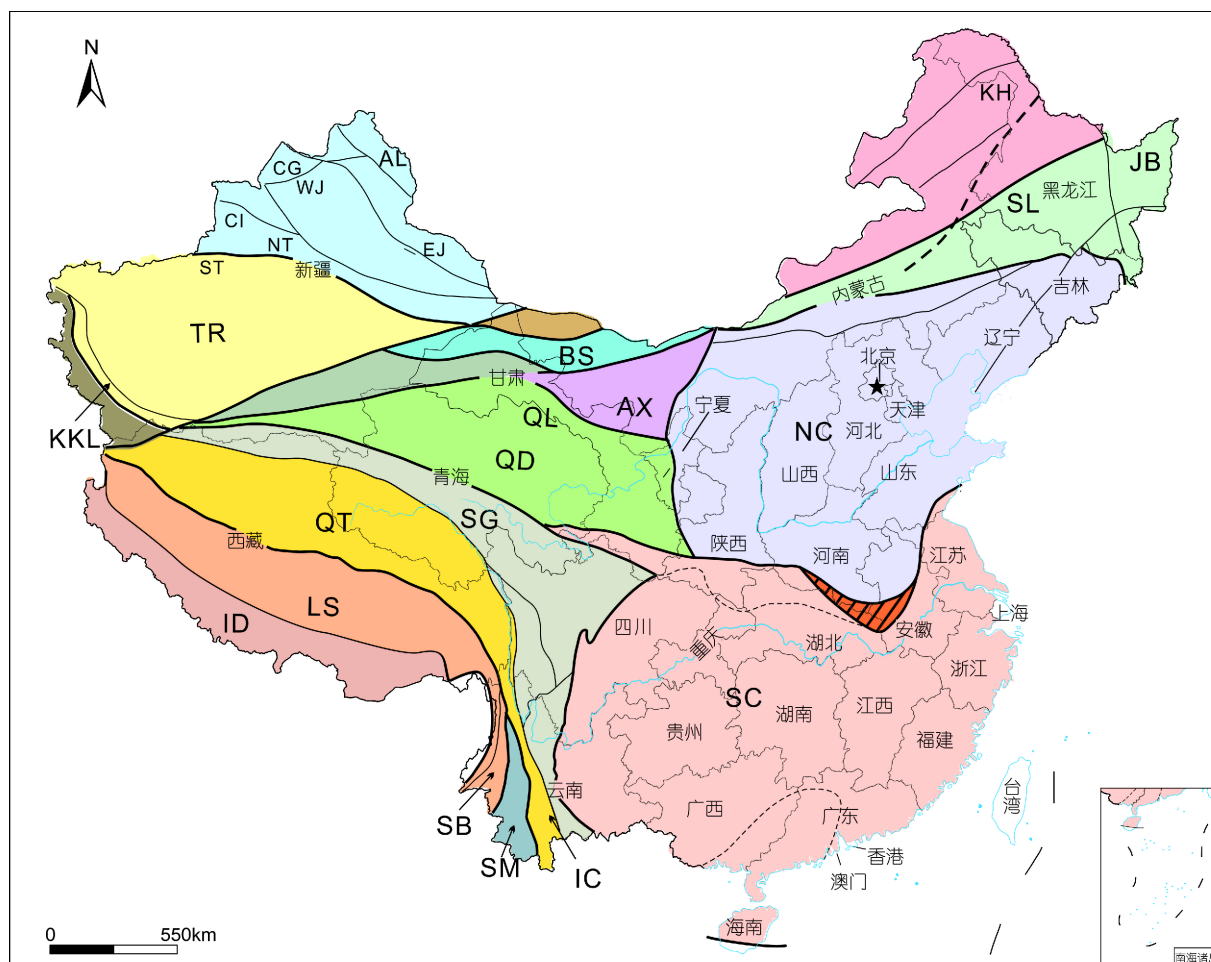 N
KH
JB
AL
CG
WJ
黑龙江
SL
CI
NT
EJ
ST
新疆
内蒙古
吉林
TR
辽宁
BS
北京
甘肃
AX
宁夏
天津
KKL
QL
NC
河北
QD
山西
山东
青海
QT
SG
西藏
陕西
河南
江苏
LS
ID
四川
安徽
上海
重庆
湖北
浙江
SC
贵州
湖南
江西
福建
云南
台湾
广西
广东
SB
香港
SM
IC
澳门
海南
0 550km
南海诸岛